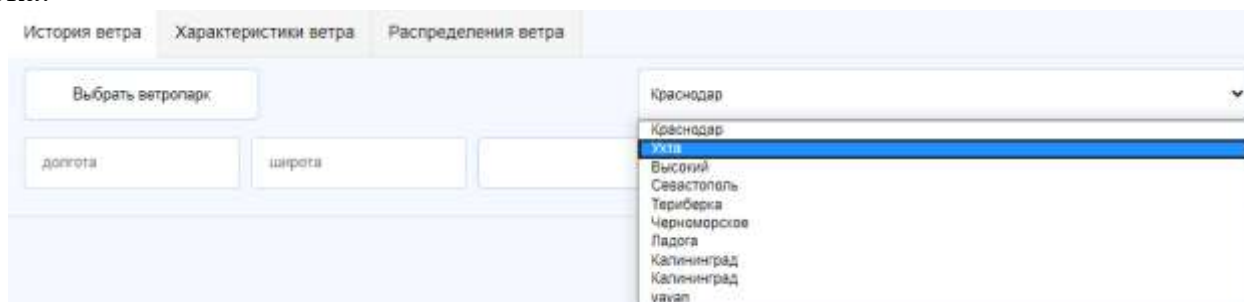 История ветра Характеристики ветра Распределения ветра
Выбрать ветропарк Краснодар
долгота широта
Краснодар
Ухта
Высокий
Севастополь
Териберка
Черноморское
Ладога
Калининград
Калининград